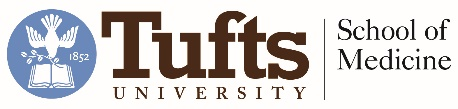 1852
Tufts
UNIVERSITY
School of
Medicine